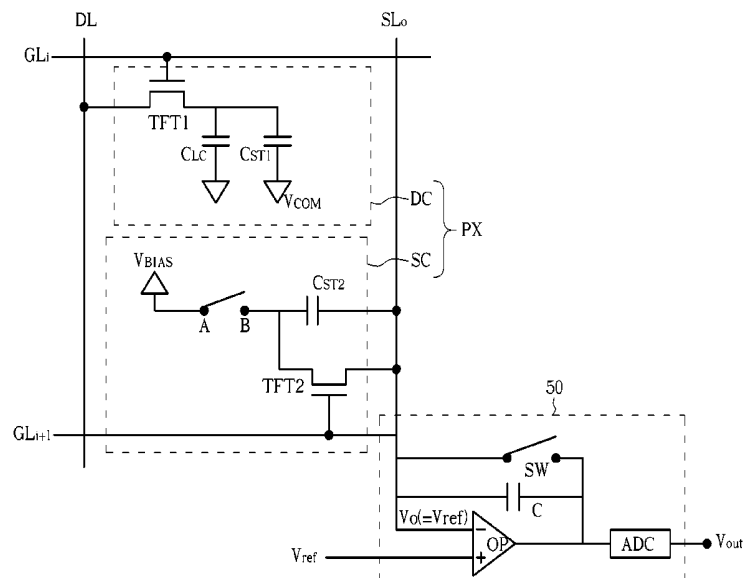 DL
SLo
GLi
TFT1
CLC
CST1
VCOM
DC
PX
SC
VBIAS
CST2
A
B
TFT2
GLi+1
50
SW
C
Vo(=Vref)
OP
Vref
ADC
Vout